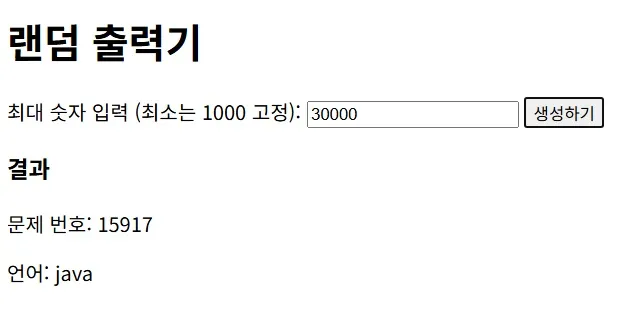 랜덤 출력기
최대 숫자 입력 (최소는 1000 고정): 30000 생성하기
결과
문제 번호: 15917
언어: java